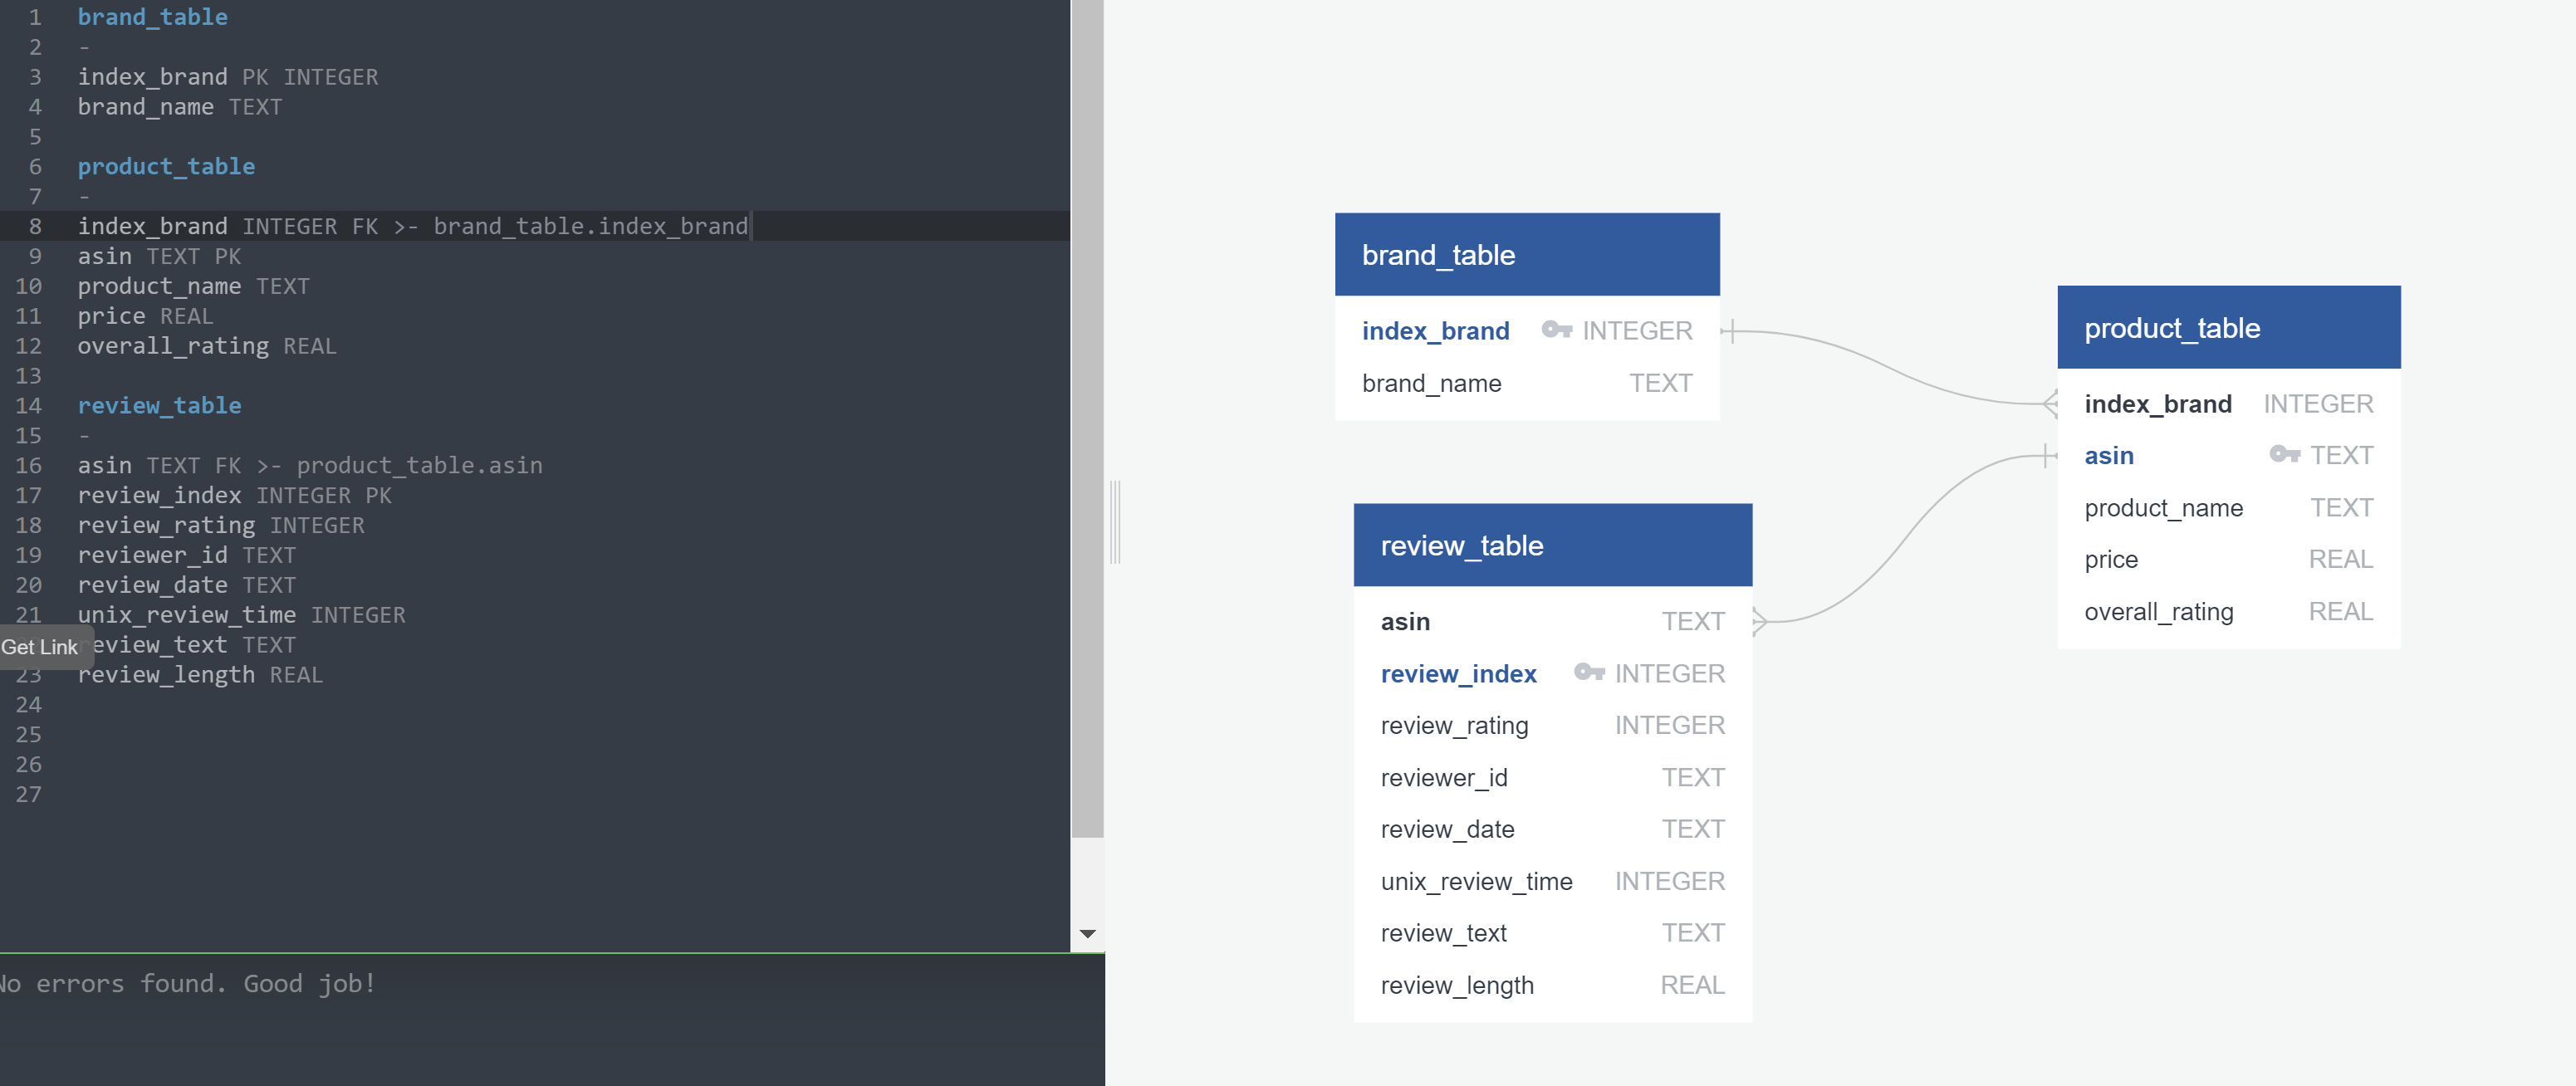 1 brand_table
2 -
3 index_brand PK INTEGER
4 brand_name TEXT
5
6 product_table
7 -
8 index_brand INTEGER FK >- brand_table.index_brand
9 asin TEXT PK
10 product_name TEXT
11 price REAL
12 overall_rating REAL
13
14 review_table
15 -
16 asin TEXT FK >- product_table.asin
17 review_index INTEGER PK
18 review_rating INTEGER
19 reviewer_id TEXT
20 review_date TEXT
21 unix_review_time INTEGER
Get Link
review_text TEXT
23 review_length REAL
24
25
26
27
No errors found. Good job!
brand_table
index_brand INTEGER
brand_name TEXT
product_table
index_brand INTEGER
asin TEXT
product_name TEXT
price REAL
overall_rating REAL
review_table
asin TEXT
review_index INTEGER
review_rating INTEGER
reviewer_id TEXT
review_date TEXT
unix_review_time INTEGER
review_text TEXT
review_length REAL